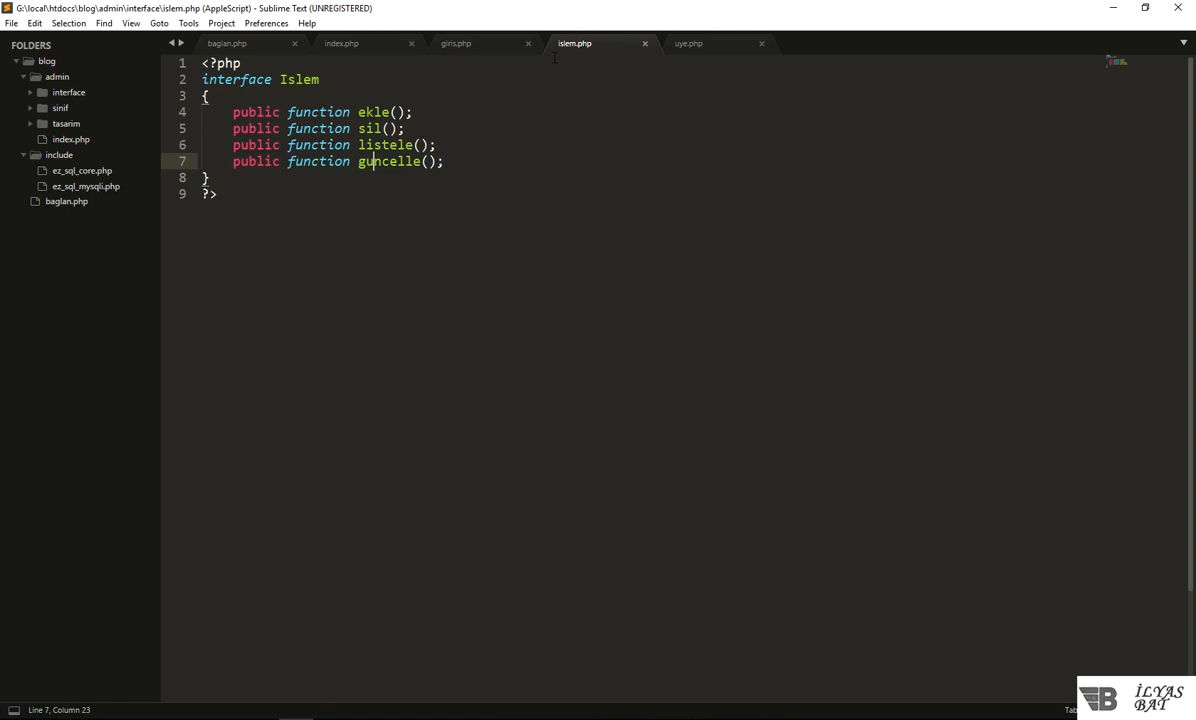 G:\local\htdocs\blog\admin\interface\islem.php (AppleScript) - Sublime Text (UNREGISTERED)
File Edit Selection Find View Goto Tools Project Preferences Help
FOLDERS
blog
admin
interface
sinif
tasarim
index.php
include
ez_sql_core.php
ez_sql_mysqli.php
baglan.php
baglan.php index.php giris.php islem.php uye.php
1 <?php
2 interface Islem
3 {
4 public function ekle();
5 public function sil();
6 public function listele();
7 public function guncelle();
8 }
9 ?>
Line 7, Column 23
İLYAS
BAT